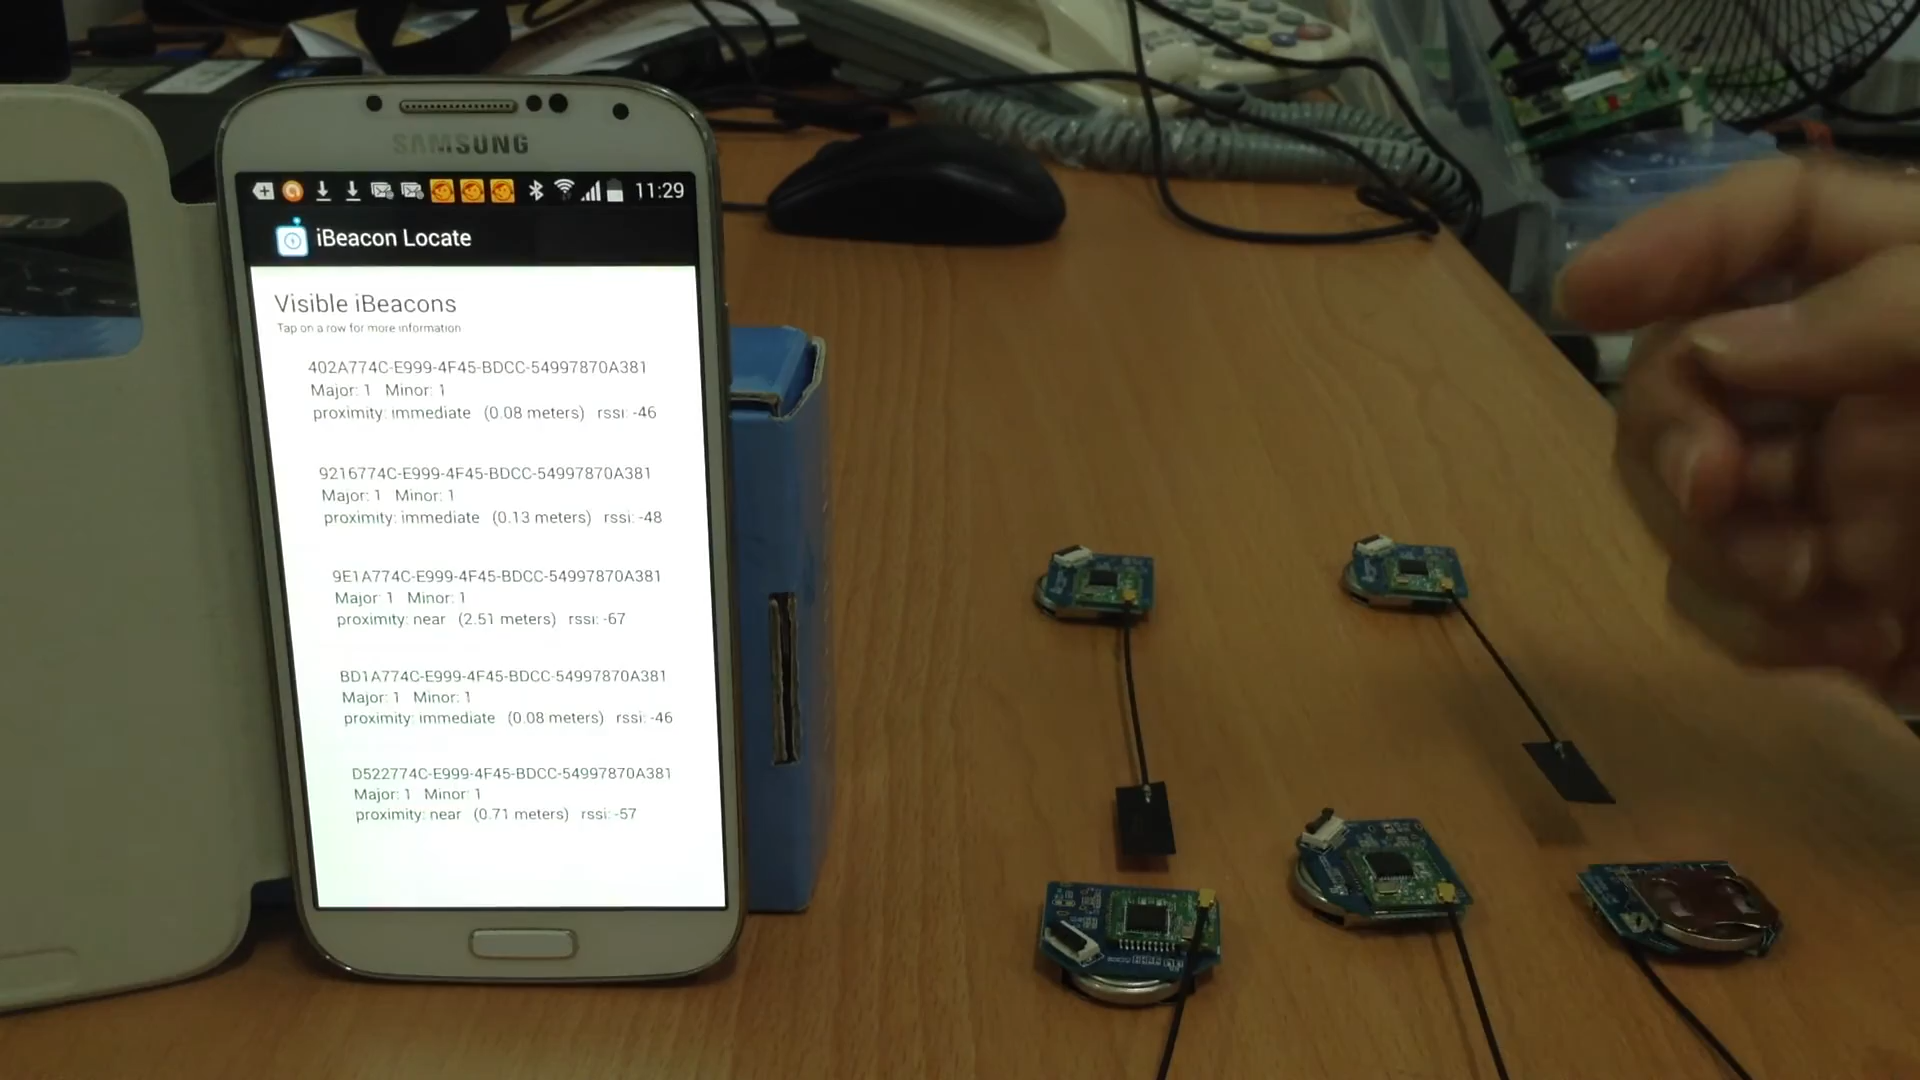 SAMSUNG
11:29
iBeacon Locate
Visible iBeacons
Tap on a row for more information
402A774C-E999-4F45-BDCC-54997870A381
Major: 1 Minor: 1
proximity: immediate (0.08 meters) rssi: -46
9216774C-E999-4F45-BDCC-54997870A381
Major: 1 Minor: 1
proximity: immediate (0.13 meters) rssi: -48
9E1A774C-E999-4F45-BDCC-54997870A381
Major: 1 Minor: 1
proximity: near (2.51 meters) rssi: -67
BD1A774C-E999-4F45-BDCC-54997870A381
Major: 1 Minor: 1
proximity: immediate (0.08 meters) rssi: -46
D522774C-E999-4F45-BDCC-54997870A381
Major: 1 Minor: 1
proximity: near (0.71 meters) rssi: -57